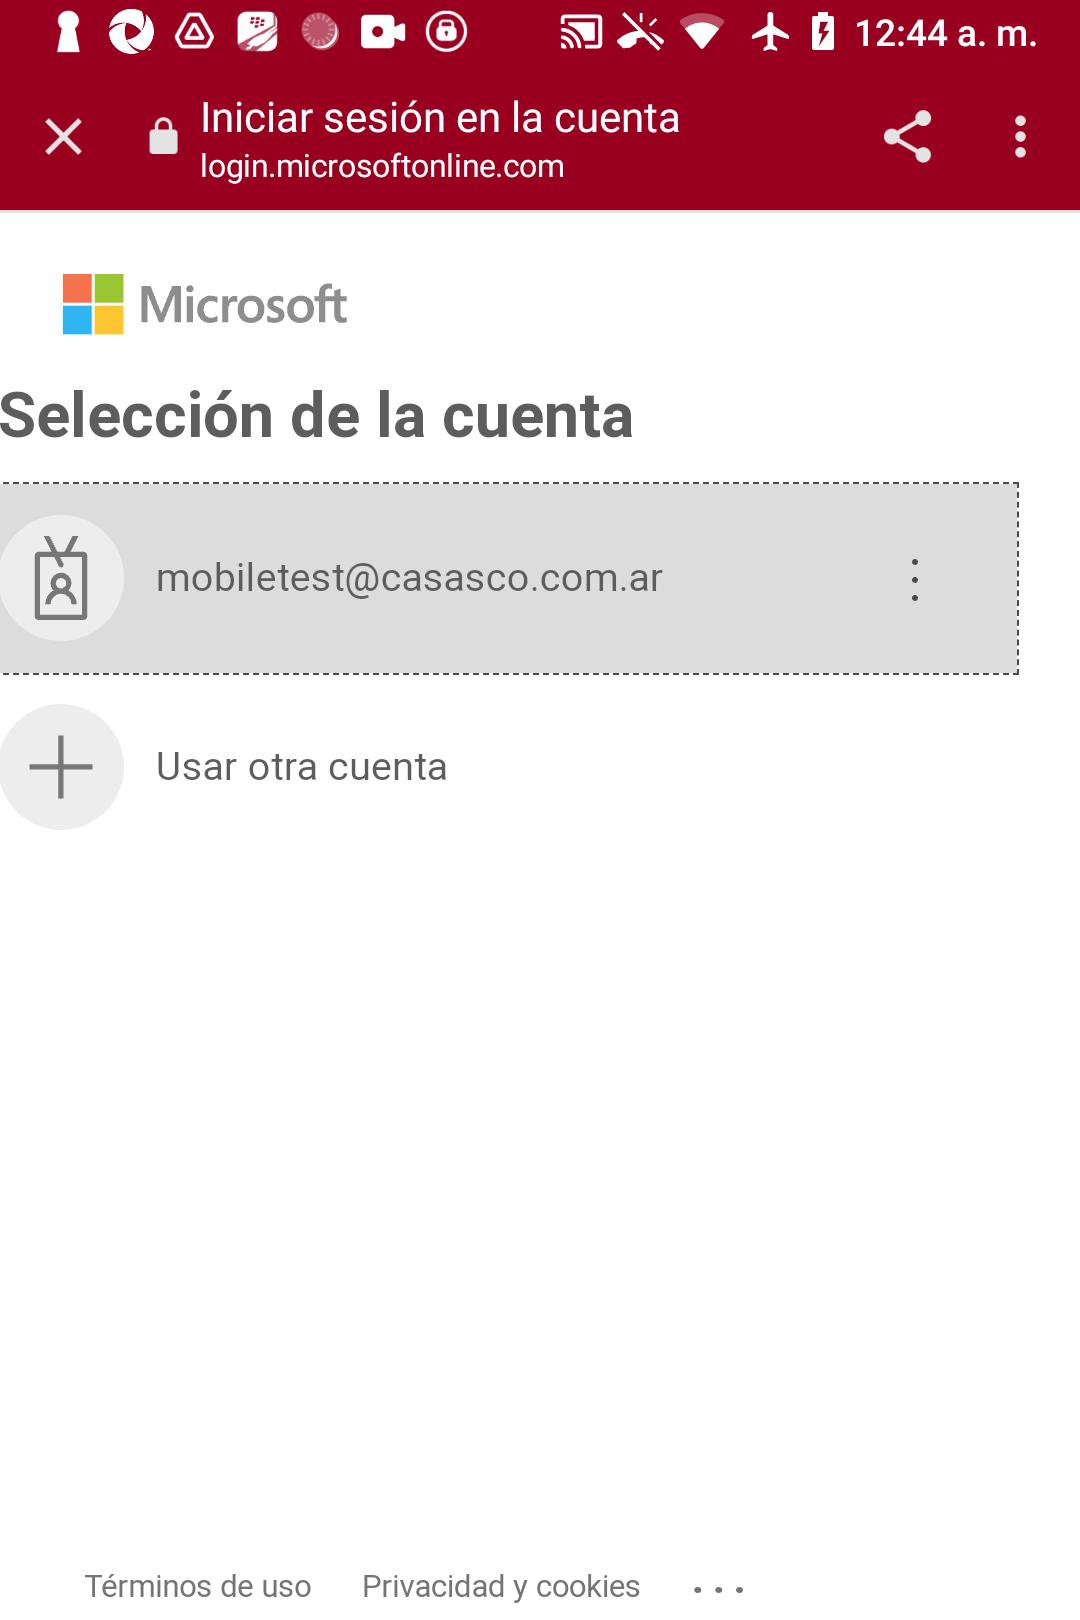 12:44 a. m.
Iniciar sesión en la cuenta
login.microsoftonline.com
Microsoft
Selección de la cuenta
mobiletest@casasco.com.ar
Usar otra cuenta
Términos de uso Privacidad y cookies ...